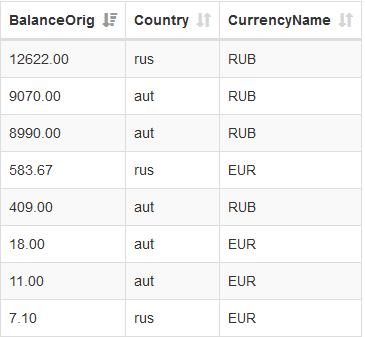 BalanceOrig Country CurrencyName
12622.00 rus RUB
9070.00 aut RUB
8990.00 aut RUB
583.67 rus EUR
409.00 aut RUB
18.00 aut EUR
11.00 aut EUR
7.10 rus EUR